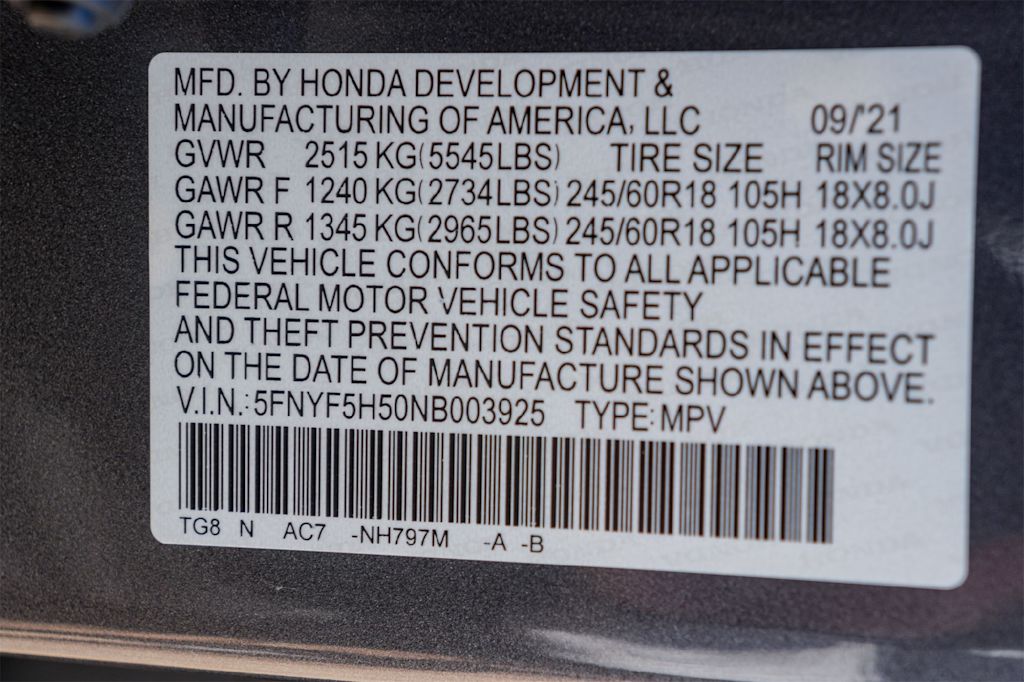 MFD. BY HONDA DEVELOPMENT &
MANUFACTURING OF AMERICA, LLC 09/'21
GVWR 2515 KG(5545LBS) TIRE SIZE RIM SIZE
GAWR F 1240 KG(2734LBS) 245/60R18 105H 18X8.0J
GAWR R 1345 KG(2965LBS) 245/60R18 105H 18X8.0J
THIS VEHICLE CONFORMS TO ALL APPLICABLE
FEDERAL MOTOR VEHICLE SAFETY
AND THEFT PREVENTION STANDARDS IN EFFECT
ON THE DATE OF MANUFACTURE SHOWN ABOVE.
V.I.N.: 5FNYF5H50NB003925 TYPE: MPV
TG8 N AC7 -NH797M -A -B